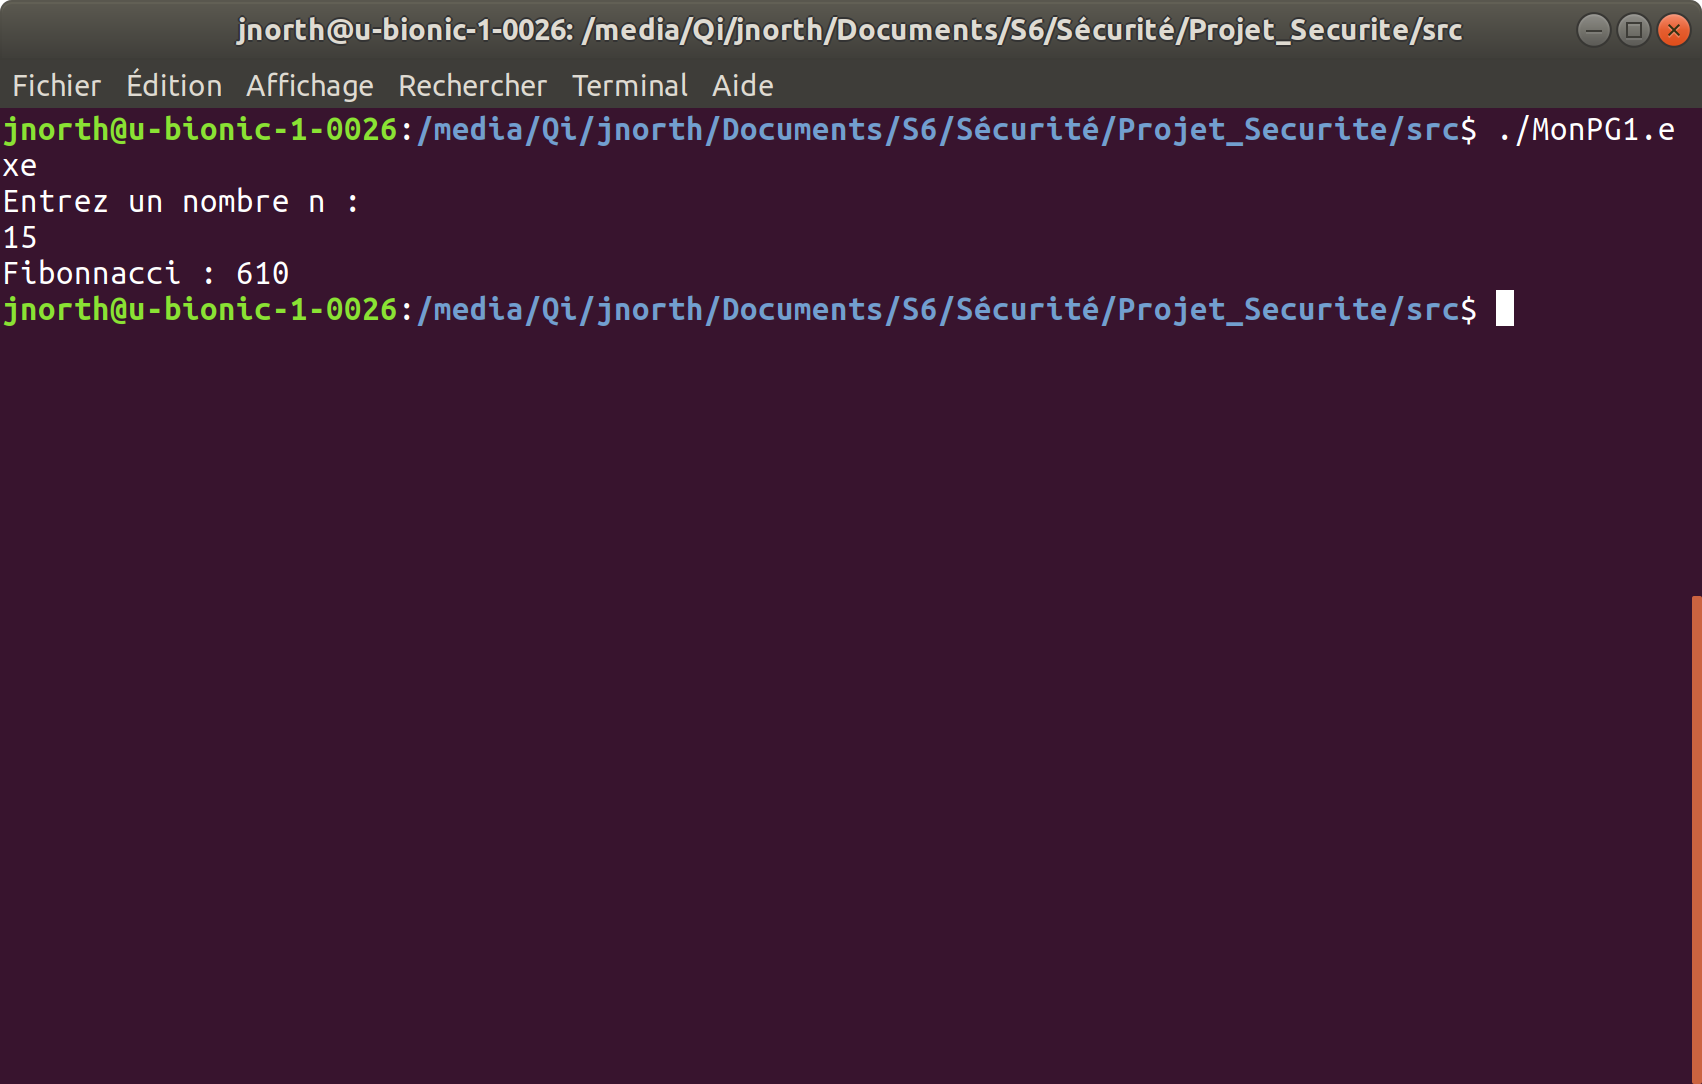 jnorth@u-bionic-1-0026: /media/Qi/jnorth/Documents/S6/Sécurité/Projet_Securite/src
Fichier Édition Affichage Rechercher Terminal Aide
jnorth@u-bionic-1-0026:/media/Qi/jnorth/Documents/S6/Sécurité/Projet_Securite/src$ ./MonPG1.e
xe
Entrez un nombre n :
15
Fibonnacci : 610
jnorth@u-bionic-1-0026:/media/Qi/jnorth/Documents/S6/Sécurité/Projet_Securite/src$